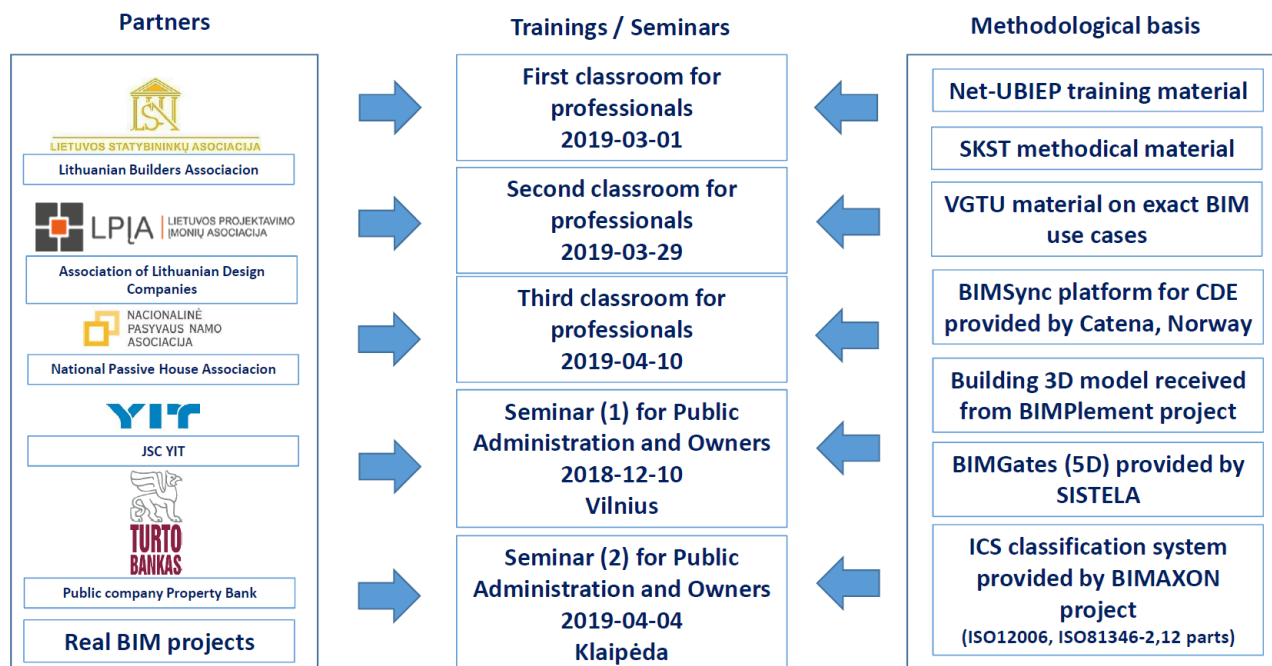 Partners
LSA
LIETUVOS STATYBININKŲ ASOCIACIJA
Lithuanian Builders Associacion
LPĮA
LIETUVOS PROJEKTAVIMO
ĮMONIŲ ASOCIACIJA
Association of Lithuanian Design
Companies
NACIONALINĖ
PASYVAUS NAMO
ASOCIACIJA
National Passive House Associacion
YIT
JSC YIT
TURTO
BANKAS
Public company Property Bank
Real BIM projects
Trainings / Seminars
First classroom for
professionals
2019-03-01
Second classroom for
professionals
2019-03-29
Third classroom for
professionals
2019-04-10
Seminar (1) for Public
Administration and Owners
2018-12-10
Vilnius
Seminar (2) for Public
Administration and Owners
2019-04-04
Klaipėda
Methodological basis
Net-UBIEP training material
SKST methodical material
VGTU material on exact BIM
use cases
BIMSync platform for CDE
provided by Catena, Norway
Building 3D model received
from BIMPlement project
BIMGates (5D) provided by
SISTELA
ICS classification system
provided by BIMAXON
project
(ISO12006, ISO81346-2,12 parts)